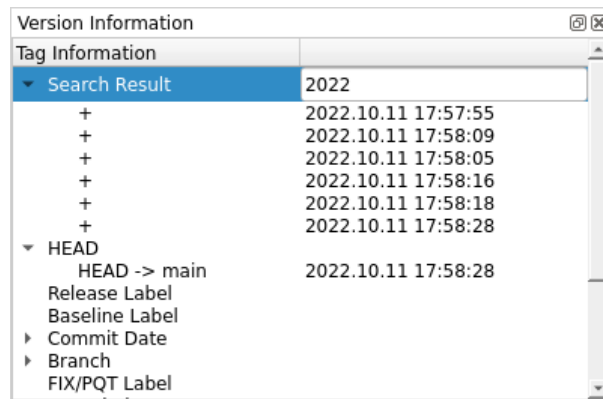 Version Information
Tag Information
Search Result 2022
+ 2022.10.11 17:57:55
+ 2022.10.11 17:58:09
+ 2022.10.11 17:58:05
+ 2022.10.11 17:58:16
+ 2022.10.11 17:58:18
+ 2022.10.11 17:58:28
HEAD
HEAD -> main 2022.10.11 17:58:28
Release Label
Baseline Label
Commit Date
Branch
FIX/PQT Label